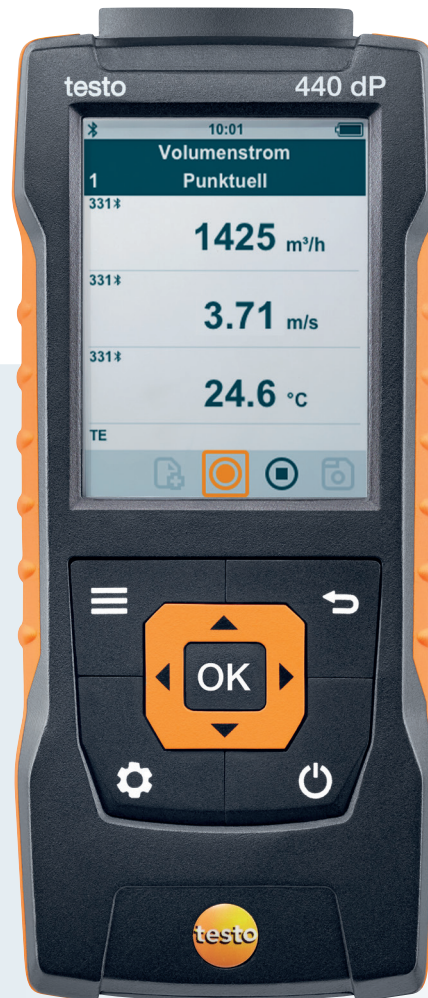 testo 440 dP
10:01
Volumenstrom
1 Punktuell
331
1425 m³/h
331
3.71 m/s
331
24.6 °C
TE
OK
testo